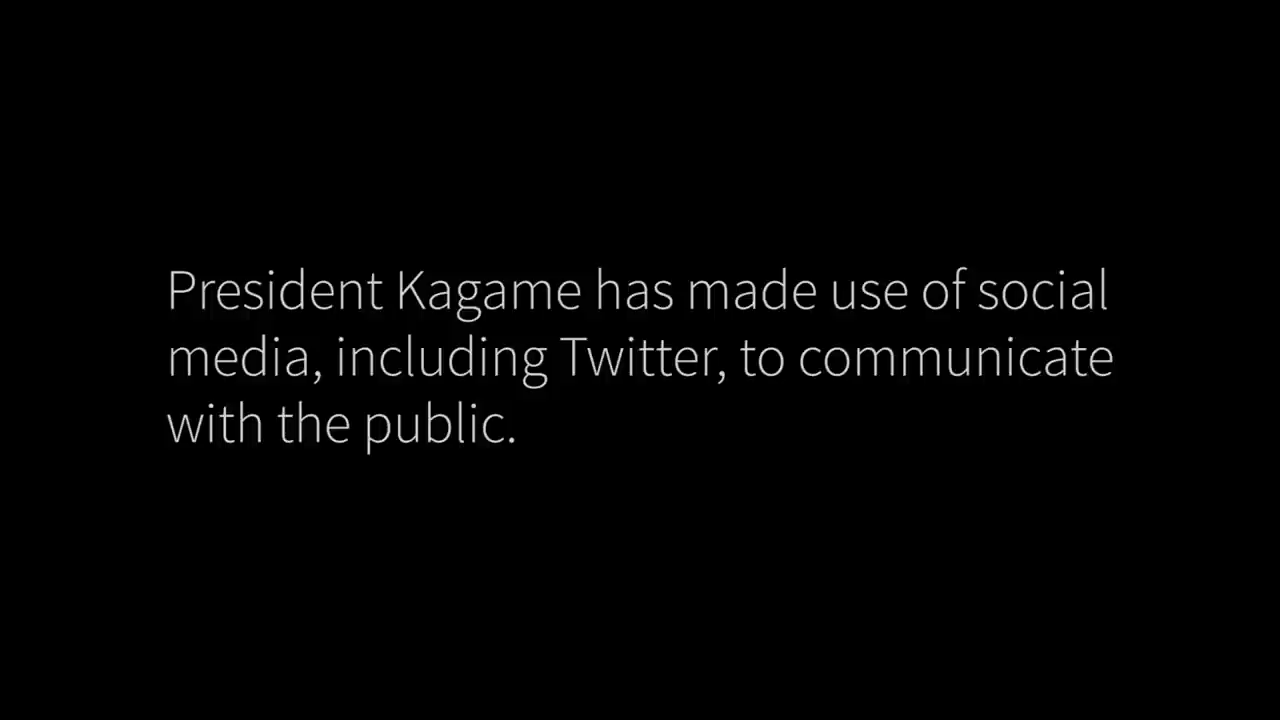 President Kagame has made use of social
media, including Twitter, to communicate
with the public.